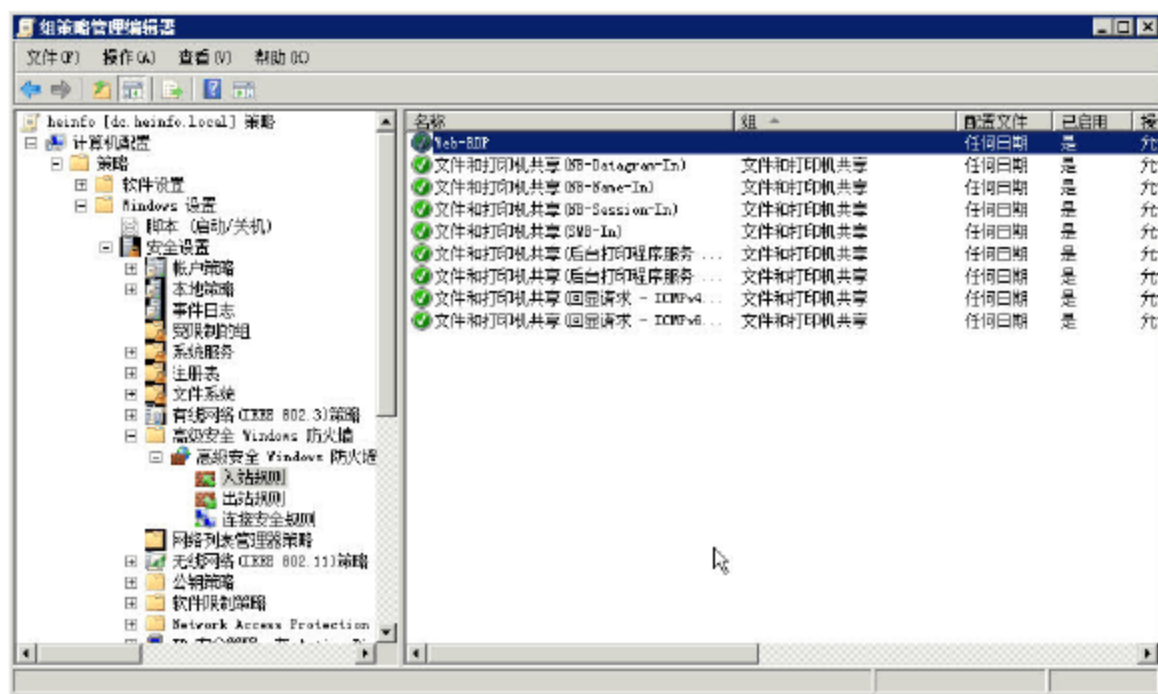 组策略管理编辑器
文件(F) 操作(A) 查看(V) 帮助(H)
heinfo [dc.heinfo.local] 策略
计算机配置
策略
软件设置
Windows 设置
脚本 (启动/关机)
安全设置
帐户策略
本地策略
事件日志
受限制的组
系统服务
注册表
文件系统
有线网络(IEEE 802.3)策略
高级安全 Windows 防火墙
高级安全 Windows 防火墙
入站规则
出站规则
连接安全规则
网络列表管理器策略
无线网络(IEEE 802.11)策略
公钥策略
软件限制策略
Network Access Protection
名称 组 配置文件 已启用 操
Web-RDP 任何日期 是 允
文件和打印机共享(NB-Datagram-In) 文件和打印机共享 任何日期 是 允
文件和打印机共享(NB-Name-In) 文件和打印机共享 任何日期 是 允
文件和打印机共享(NB-Session-In) 文件和打印机共享 任何日期 是 允
文件和打印机共享(SMB-In) 文件和打印机共享 任何日期 是 允
文件和打印机共享(后台打印程序服务 ... 文件和打印机共享 任何日期 是 允
文件和打印机共享(后台打印程序服务 ... 文件和打印机共享 任何日期 是 允
文件和打印机共享(回显请求 - ICMPv4... 文件和打印机共享 任何日期 是 允
文件和打印机共享(回显请求 - ICMPv6... 文件和打印机共享 任何日期 是 允